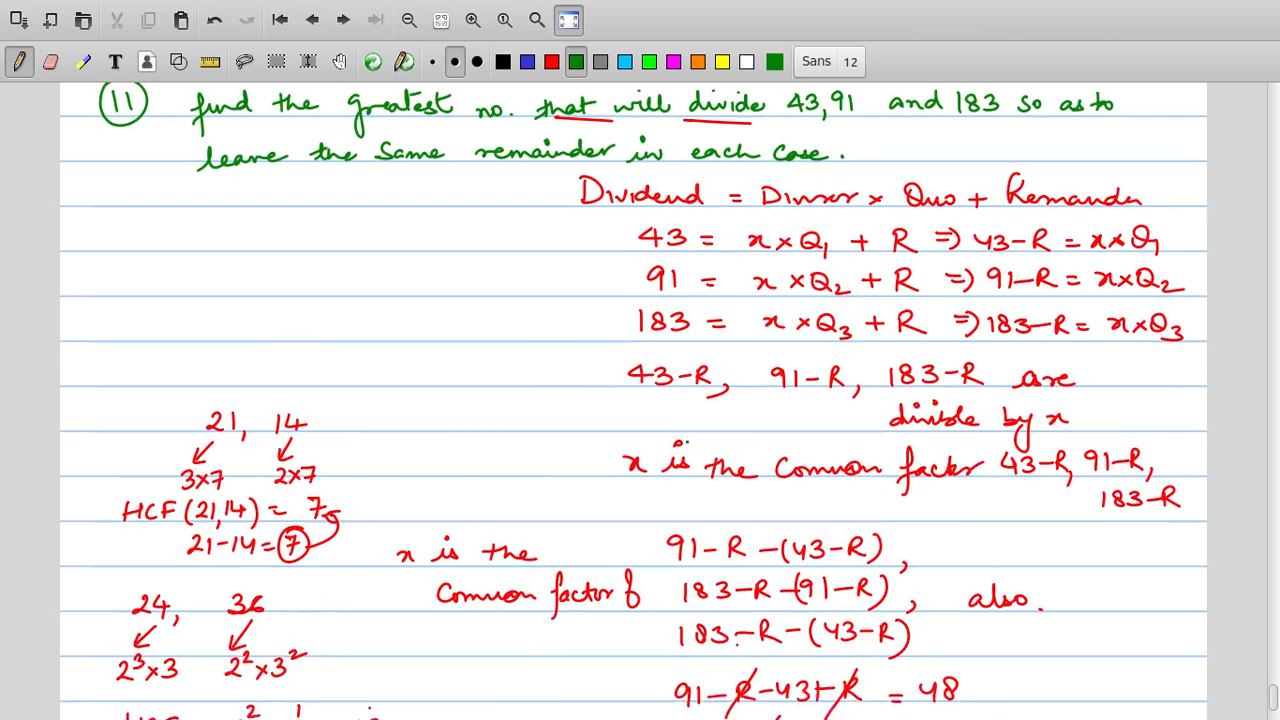 Sans 12
11 find the greatest no. that will divide 43,91 and 183 so as to
leave the same remainder in each case.
Dividend = Divisor × Quo + Remainder
43 = x × Q1 + R ⇒ 43-R = x×Q1
91 = x × Q2 + R ⇒ 91-R = x×Q2
183 = x × Q3 + R ⇒ 183-R = x×Q3
43-R, 91-R, 183-R are
divisible by x
x is the common factor 43-R, 91-R,
183-R
21, 14
3×7 2×7
HCF (21,14) = 7
21-14 = 7
x is the 91-R-(43-R),
common factor of 183-R-(91-R), also.
183-R-(43-R)
24, 36
2³×3 2²×3²
91-R-43+R = 48